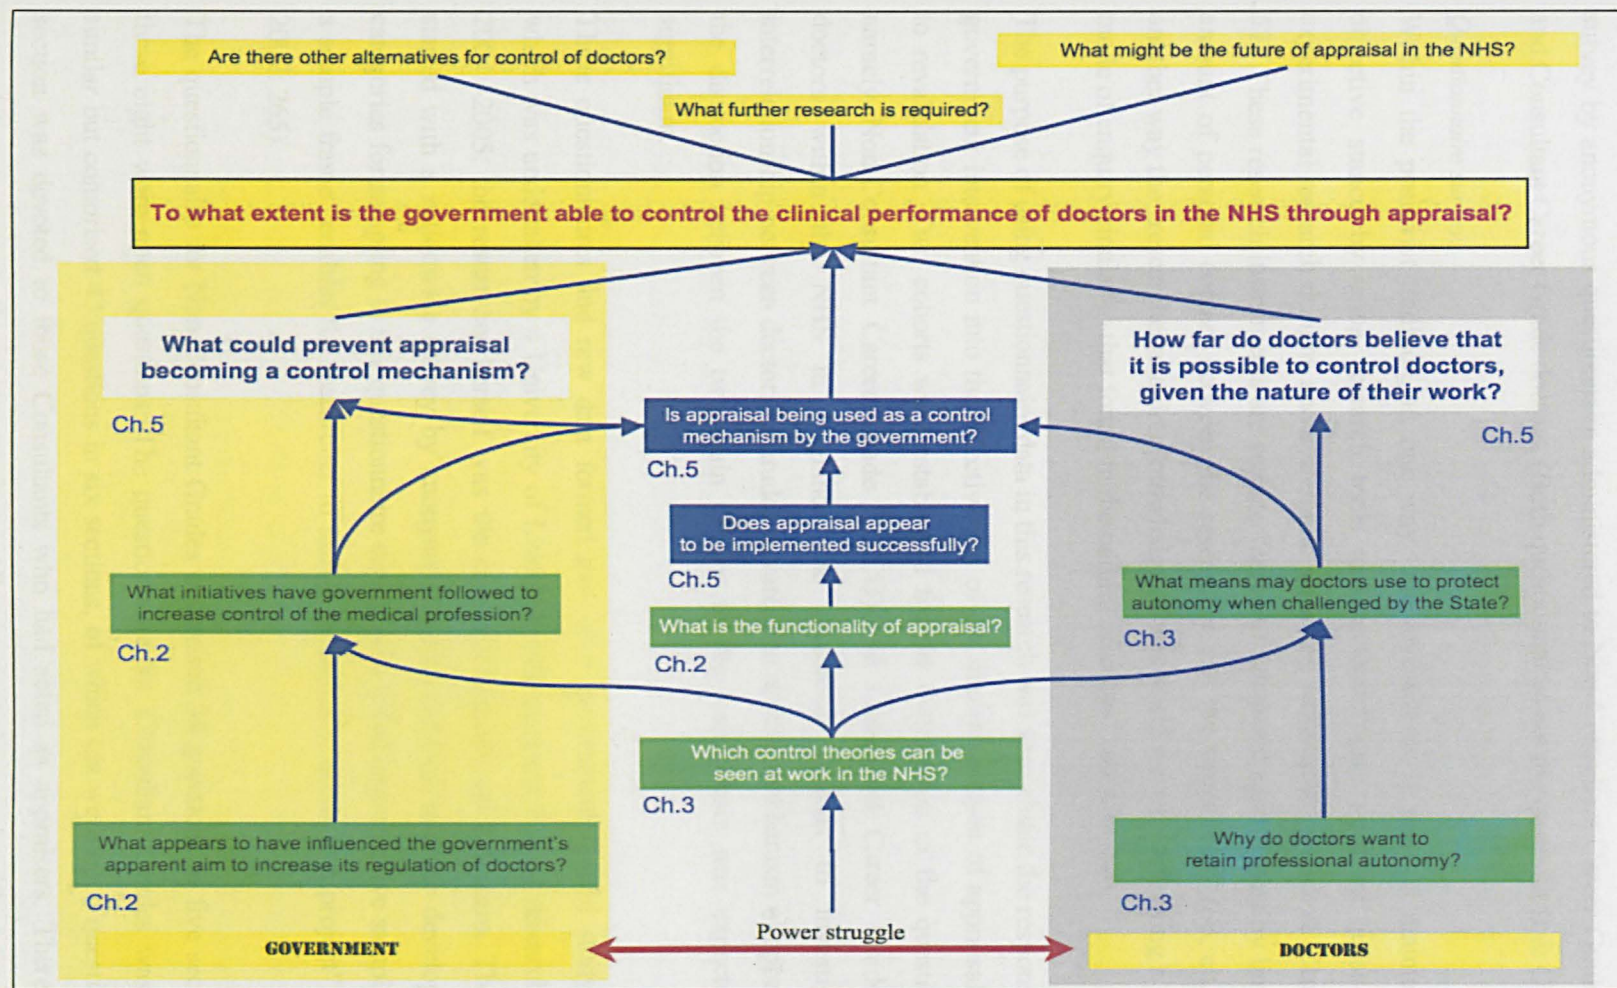 Are there other alternatives for control of doctors?
What might be the future of appraisal in the NHS?
What further research is required?
To what extent is the government able to control the clinical performance of doctors in the NHS through appraisal?
What could prevent appraisal
becoming a control mechanism?
Ch.5
How far do doctors believe that
it is possible to control doctors,
given the nature of their work?
Ch.5
Is appraisal being used as a control
mechanism by the government?
Ch.5
Does appraisal appear
to be implemented successfully?
Ch.5
What initiatives have government followed to
increase control of the medical profession?
Ch.2
What is the functionality of appraisal?
Ch.2
What means may doctors use to protect
autonomy when challenged by the State?
Ch.3
Which control theories can be
seen at work in the NHS?
Ch.3
What appears to have influenced the government's
apparent aim to increase its regulation of doctors?
Ch.2
Why do doctors want to
retain professional autonomy?
Ch.3
GOVERNMENT
Power struggle
DOCTORS